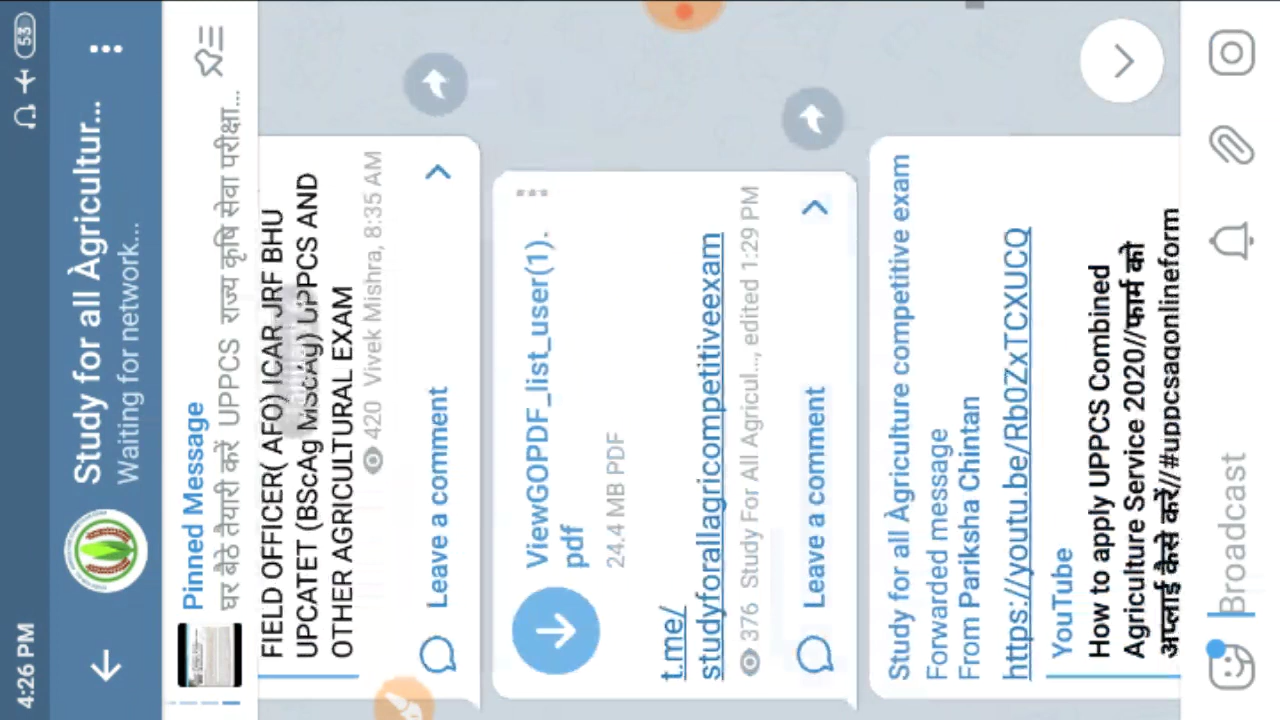 4:26 PM
53
Study for all Àgricultur...
Waiting for network...
Pinned Message
घर बैठे तैयारी करें UPPCS राज्य कृषि सेवा परीक्षा...
FIELD OFFICER( AFO) ICAR JRF BHU
UPCATET (BScAg MScAg) UPPCS AND
OTHER AGRICULTURAL EXAM
420 Vivek Mishra, 8:35 AM
Leave a comment
ViewGOPDF_list_user(1).
pdf
24.4 MB PDF
t.me/
studyforallagricompetitiveexam
376 Study For All Agricul..., edited 1:29 PM
Leave a comment
Study for all Àgriculture competitive exam
Forwarded message
From Pariksha Chintan
https://youtu.be/Rb0ZxTCXUCQ
YouTube
How to apply UPPCS Combined
Agriculture Service 2020//फार्म को
अप्लाई कैसे करें//#uppcsagonlineform
Broadcast